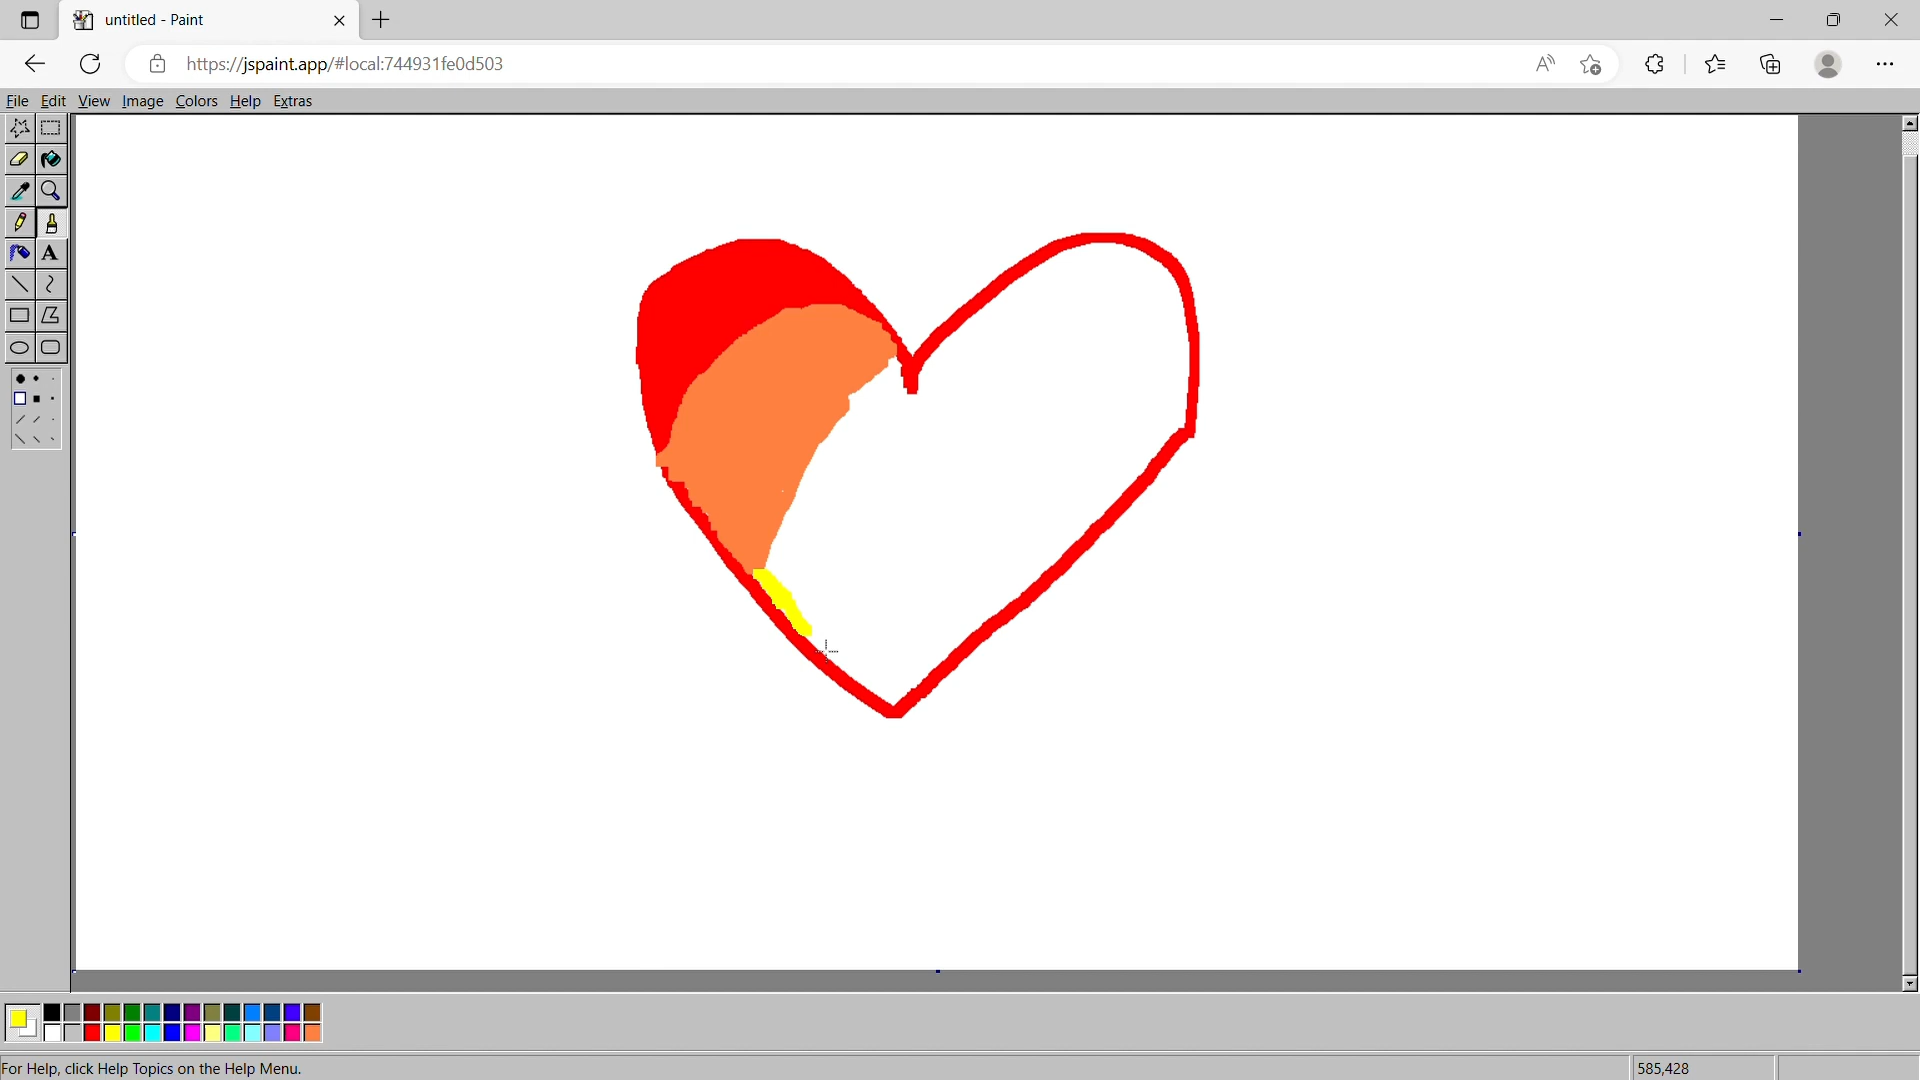 untitled - Paint
https://jspaint.app/#local:744931fe0d503
File Edit View Image Colors Help Extras
For Help, click Help Topics on the Help Menu.
585,428